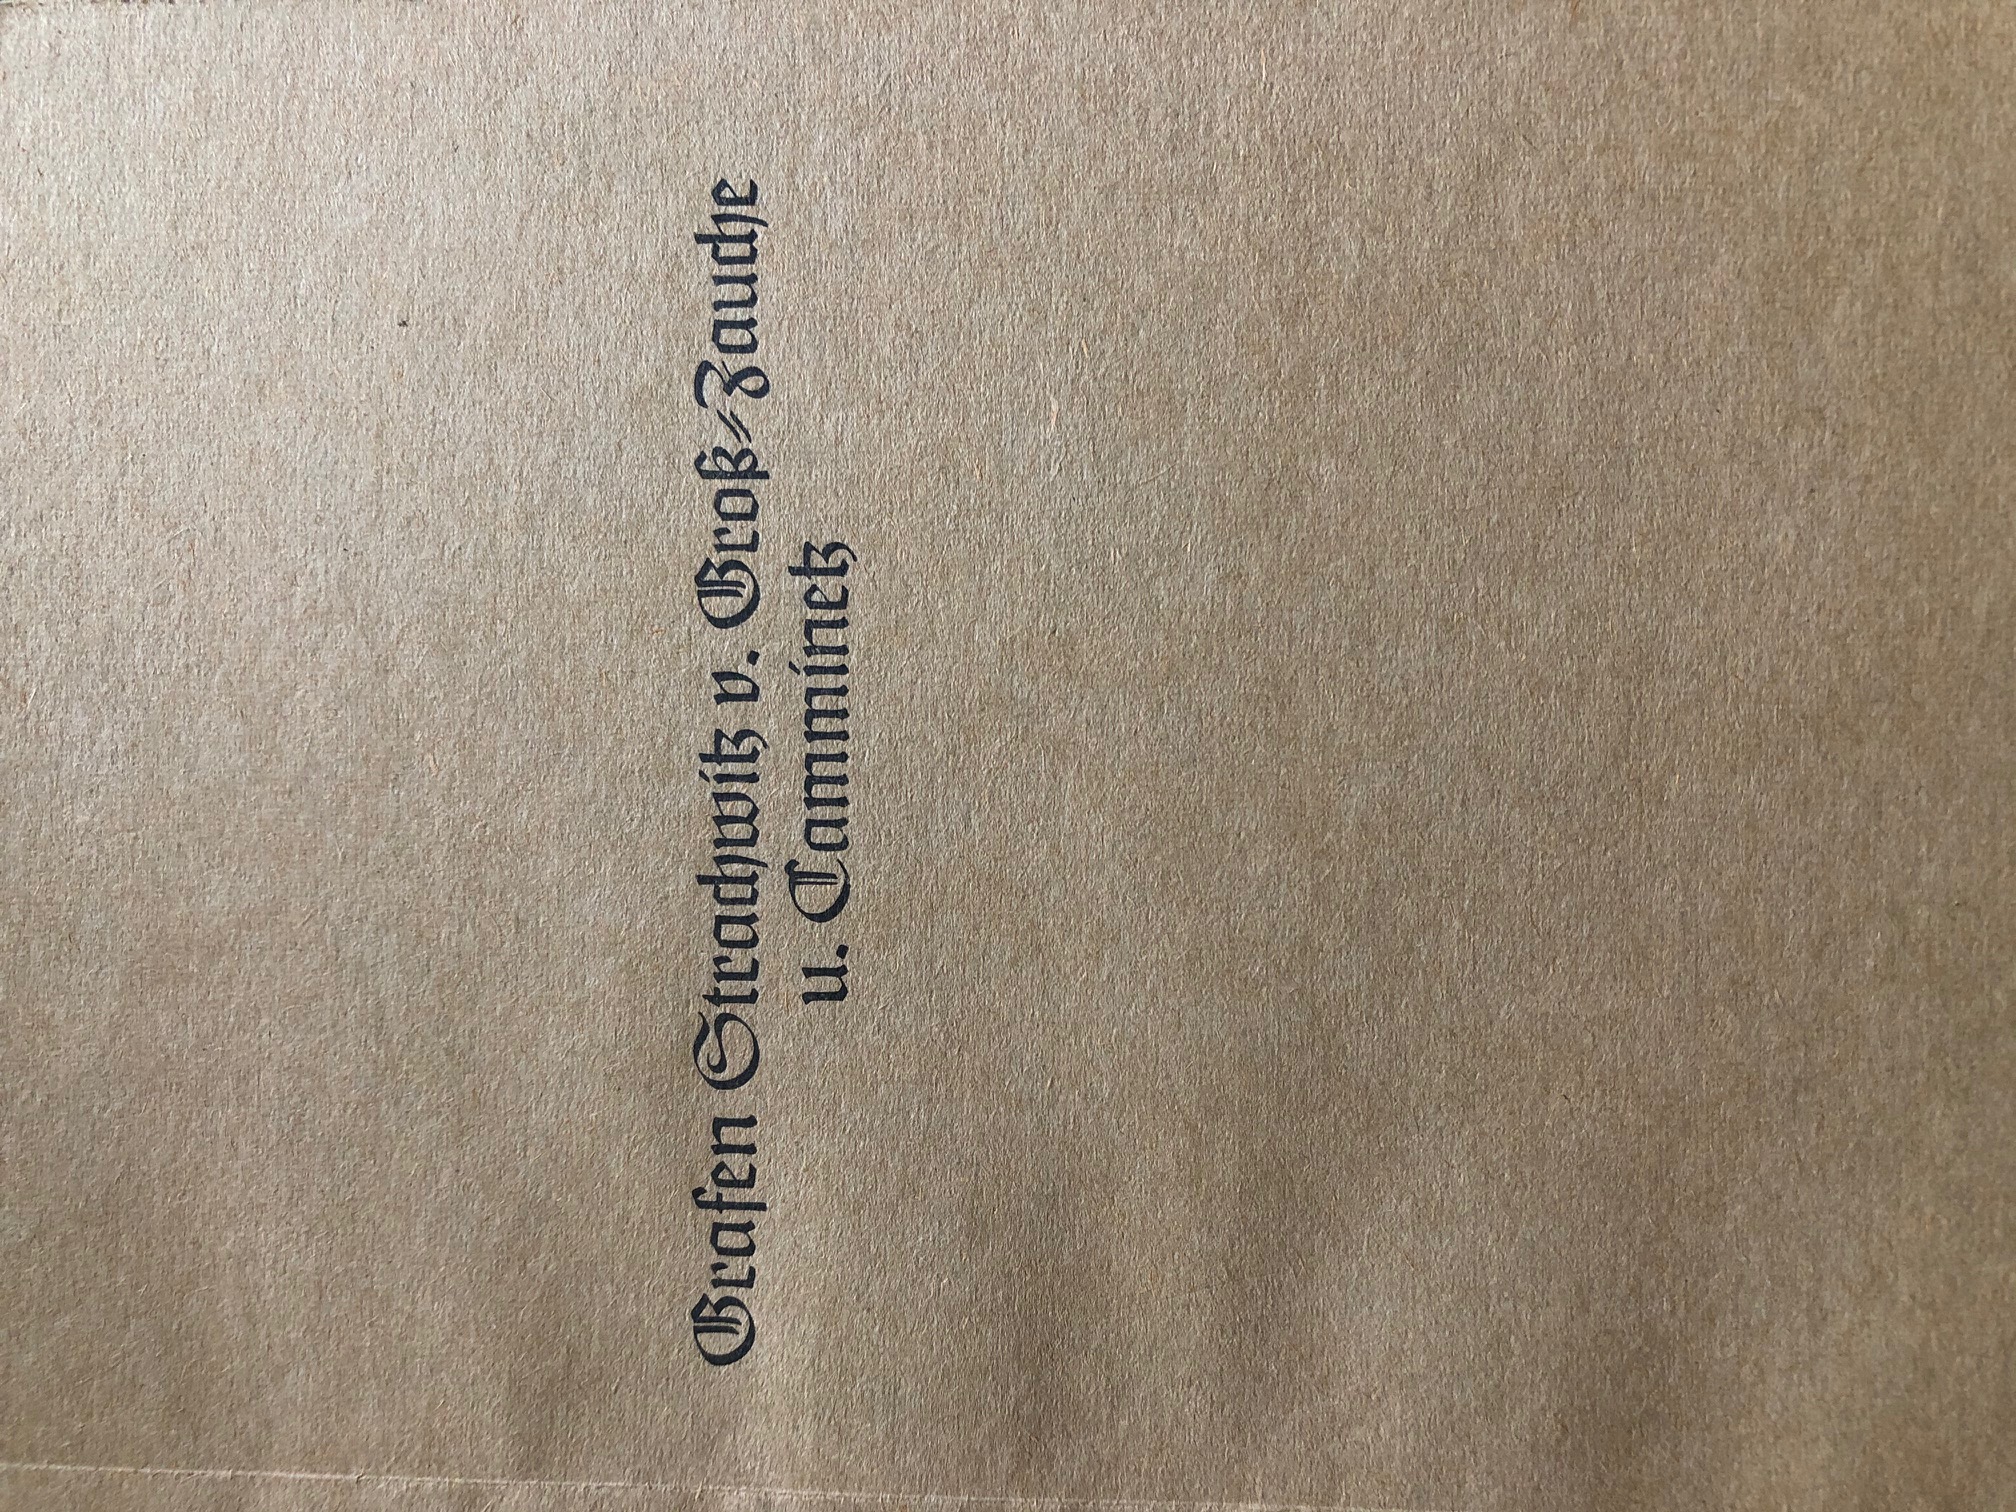 Grafen Strachwitz v. Groß-Zauche
u. Camminetz